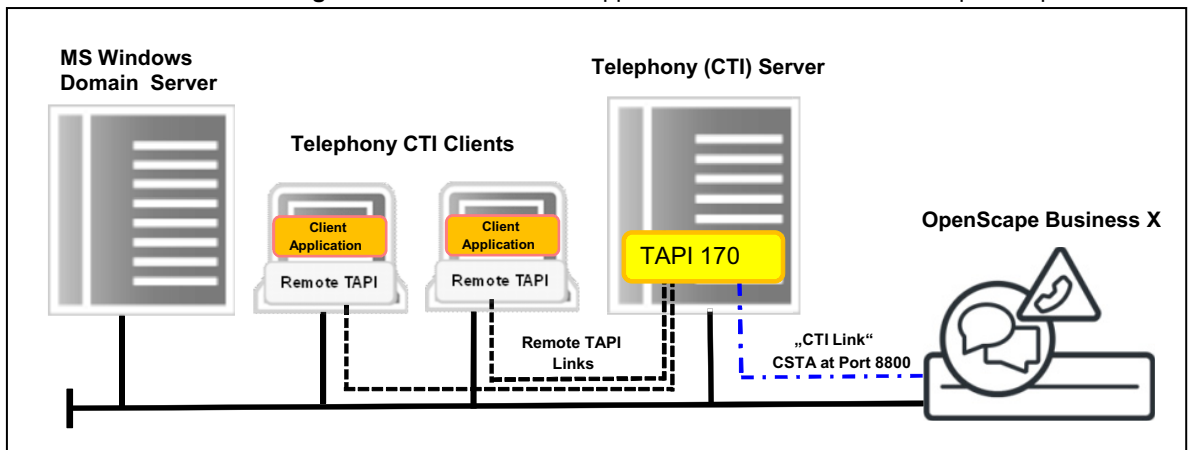 MS Windows
Domain Server
Telephony (CTI) Server
Telephony CTI Clients
OpenScape Business X
Client
Application
Client
Application
TAPI 170
Remote TAPI
Remote TAPI
Remote TAPI
Links
„CTI Link“
CSTA at Port 8800